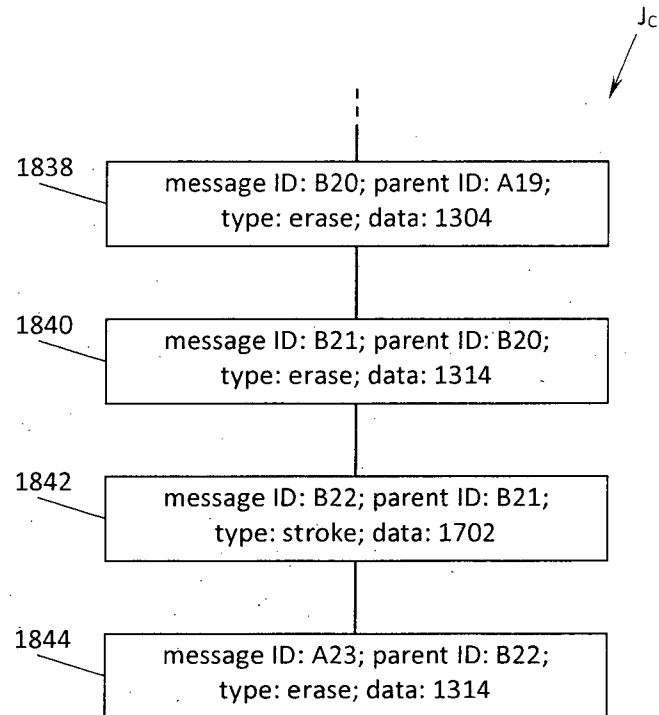 J_C
1838
message ID: B20; parent ID: A19;
type: erase; data: 1304
1840
message ID: B21; parent ID: B20;
type: erase; data: 1314
1842
message ID: B22; parent ID: B21;
type: stroke; data: 1702
1844
message ID: A23; parent ID: B22;
type: erase; data: 1314